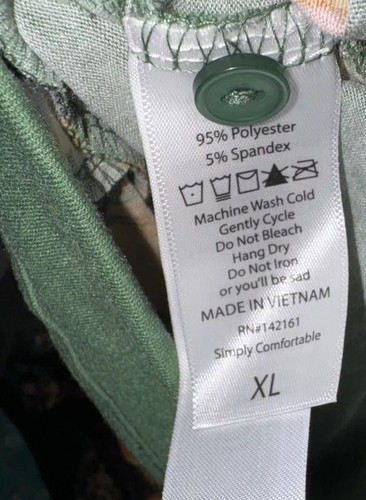 95% Polyester
5% Spandex
Machine Wash Cold
Gently Cycle
Do Not Bleach
Hang Dry
Do Not Iron
or you'll be sad
MADE IN VIETNAM
RN#142161
Simply Comfortable
XL